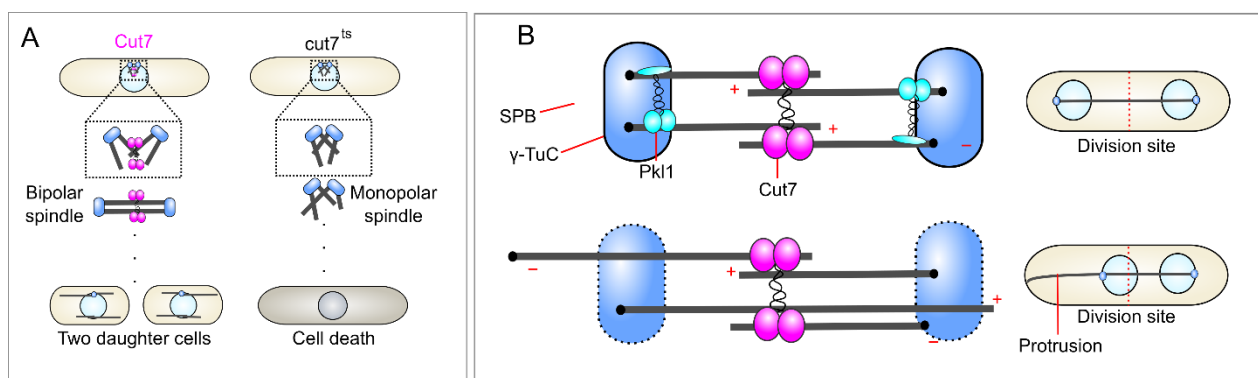 A
Cut7
cut7ts
Bipolar
spindle
Monopolar
spindle
Two daughter cells
Cell death
B
SPB
γ-TuC
Pkl1
Cut7
+
+
−
Division site
−
+
+
−
Protrusion
Division site